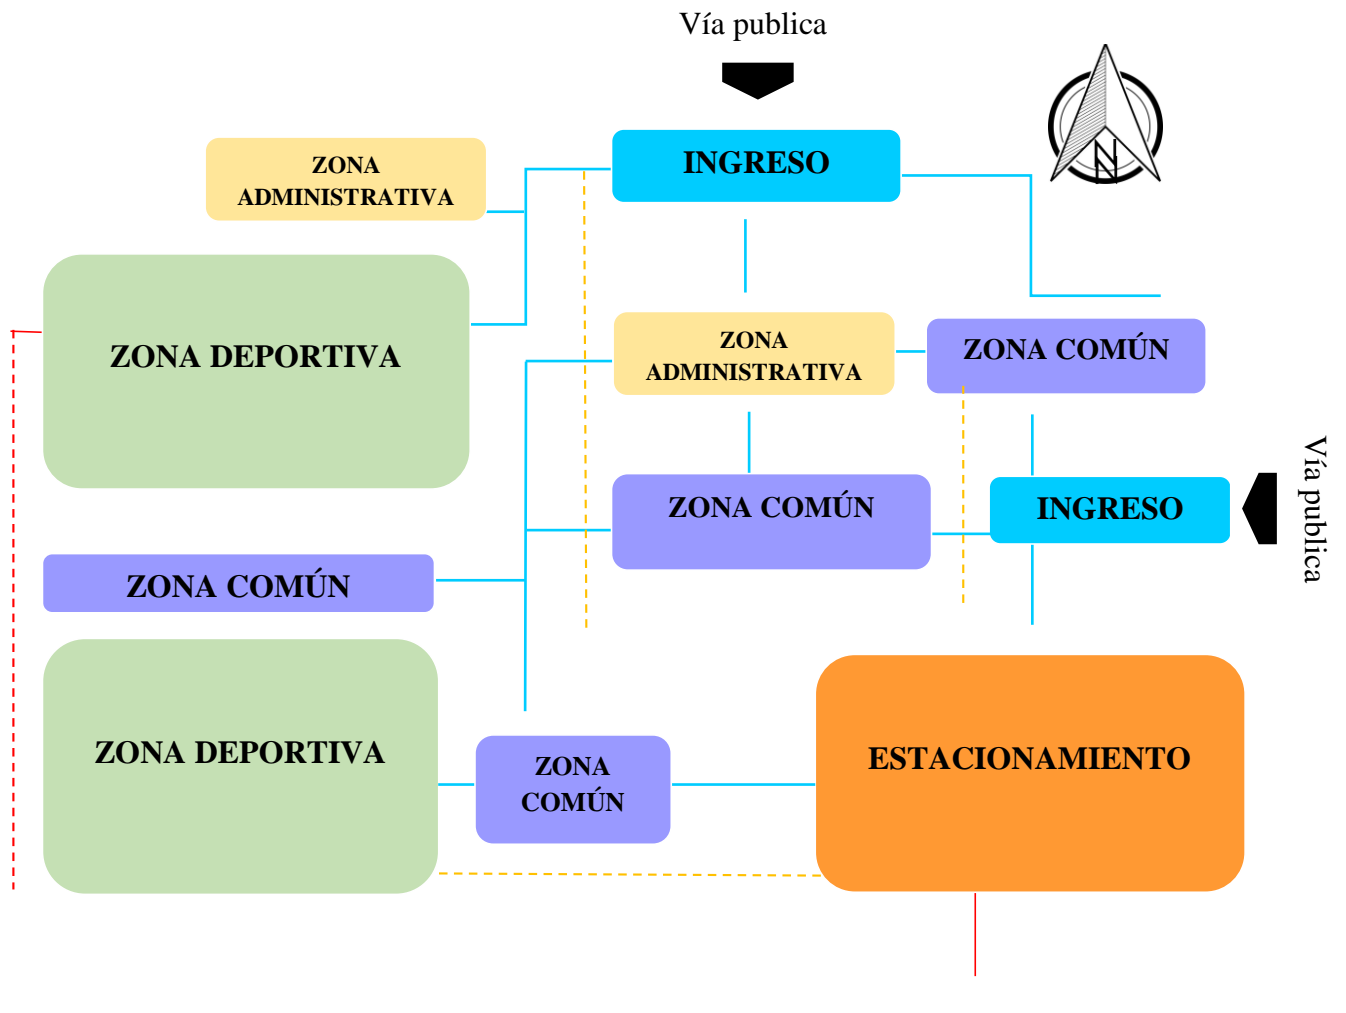 Vía publica
INGRESO
N
ZONA
ADMINISTRATIVA
ZONA DEPORTIVA
ZONA
ADMINISTRATIVA
ZONA COMÚN
ZONA COMÚN
INGRESO
Vía publica
ZONA COMÚN
ZONA DEPORTIVA
ZONA
COMÚN
ESTACIONAMIENTO